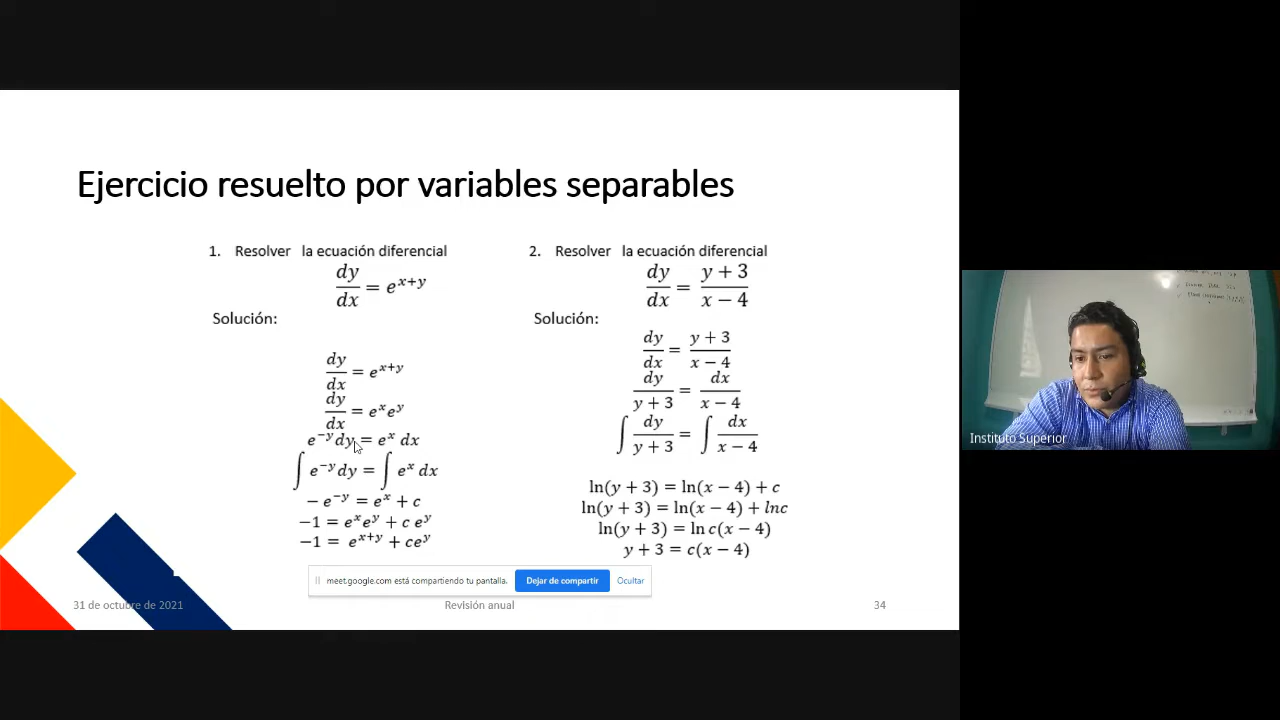 Ejercicio resuelto por variables separables
1. Resolver la ecuación diferencial
dy/dx = e^{x+y}
Solución:
dy/dx = e^{x+y}
dy/dx = e^x e^y
e^{-y} dy = e^x dx
∫ e^{-y} dy = ∫ e^x dx
− e^{-y} = e^x + c
−1 = e^x e^y + c e^y
−1 = e^{x+y} + ce^y
2. Resolver la ecuación diferencial
dy/dx = (y + 3)/(x − 4)
Solución:
dy/dx = (y + 3)/(x − 4)
dy/(y + 3) = dx/(x − 4)
∫ dy/(y + 3) = ∫ dx/(x − 4)
ln(y + 3) = ln(x − 4) + c
ln(y + 3) = ln(x − 4) + lnc
ln(y + 3) = ln c(x − 4)
y + 3 = c(x − 4)
meet.google.com está compartiendo tu pantalla. Dejar de compartir Ocultar
31 de octubre de 2021 Revisión anual 34
Instituto Superior